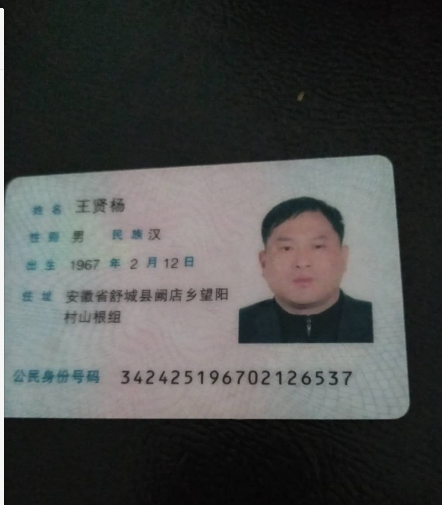 姓名 王贤杨
性别 男 民族 汉
出生 1967 年 2 月 12 日
住址 安徽省舒城县阙店乡望阳
村山根组
公民身份号码 342425196702126537